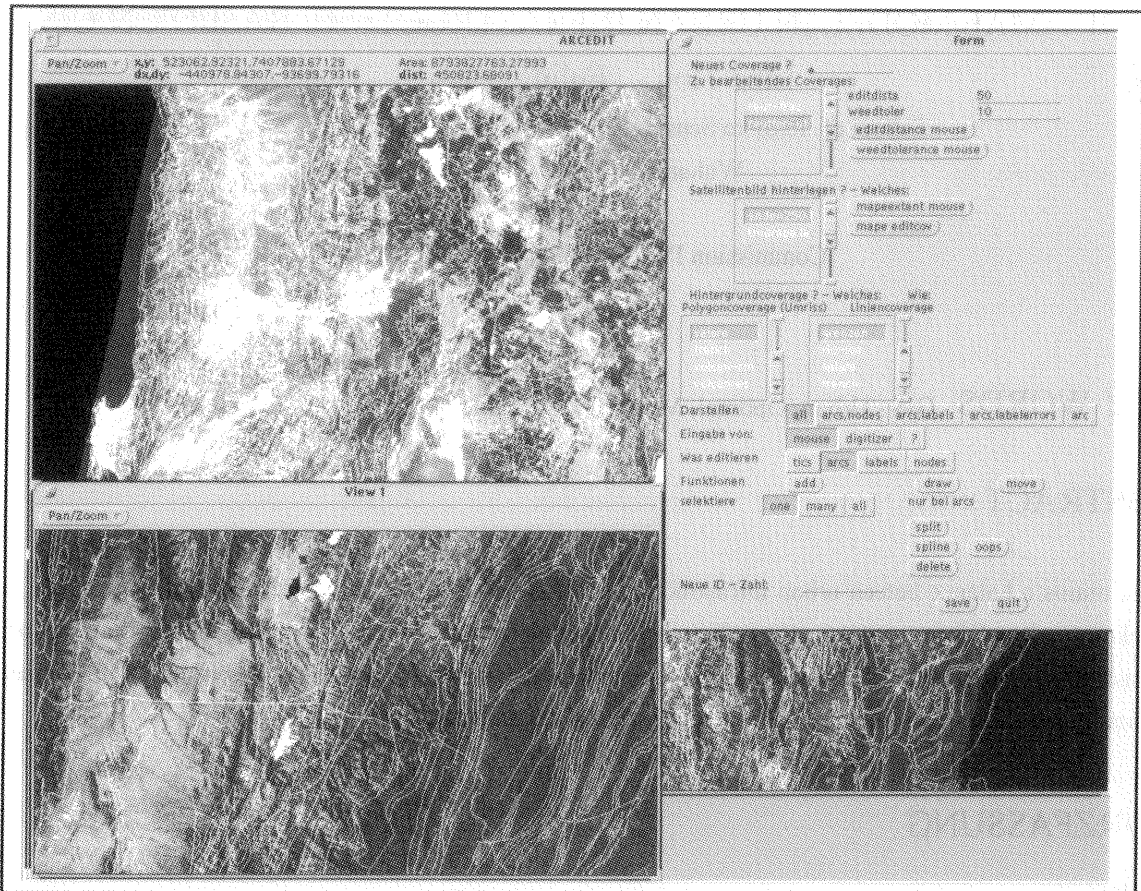 ARCEDIT
Pan/Zoom
x,y: 523062.92321,7407883.67129
Area: 8793827763.27993
dx,dy: -440978.84307,-93699.79316
dist: 450823.68091
form
Neues Coverage ?
Zu bearbeitendes Coverages:
editdista 50
weedtoler 10
editdistance mouse
weedtolerance mouse
Satellitenbild hinterlegen ? - Welches:
mapeextent mouse
mape editcov
Hintergrundcoverage ? - Welches: Wie:
Polygoncoverage (Umriss) Liniencoverage
Darstellen all arcs,nodes arcs,labels arcs,labelerrors arc
Eingabe von: mouse digitizer ?
Was editieren tics arcs labels nodes
Funktionen add draw move
selektiere one many all nur bei arcs
split
spline oops
delete
Neue ID - Zahl:
save quit
View 1
Pan/Zoom